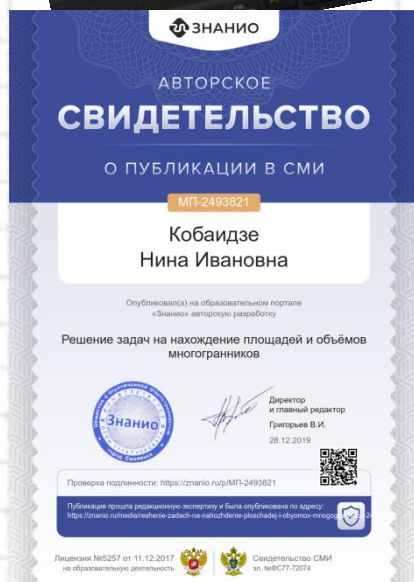 ЗНАНИО
АВТОРСКОЕ
СВИДЕТЕЛЬСТВО
О ПУБЛИКАЦИИ В СМИ
МП-2493821
Кобаидзе
Нина Ивановна
Опубликовал(а) на образовательном портале
«Знанио» авторскую разработку
Решение задач на нахождение площадей и объёмов
многогранников
Знанио
Директор
и главный редактор
Григорьев В.И.
28.12.2019
Проверка подлинности: https://znanio.ru/p/МП-2493821
Публикация прошла редакционную экспертизу и была опубликована по адресу:
Лицензия №5257 от 11.12.2017
на образовательную деятельность
Свидетельство СМИ
эл. №ФС77-72074